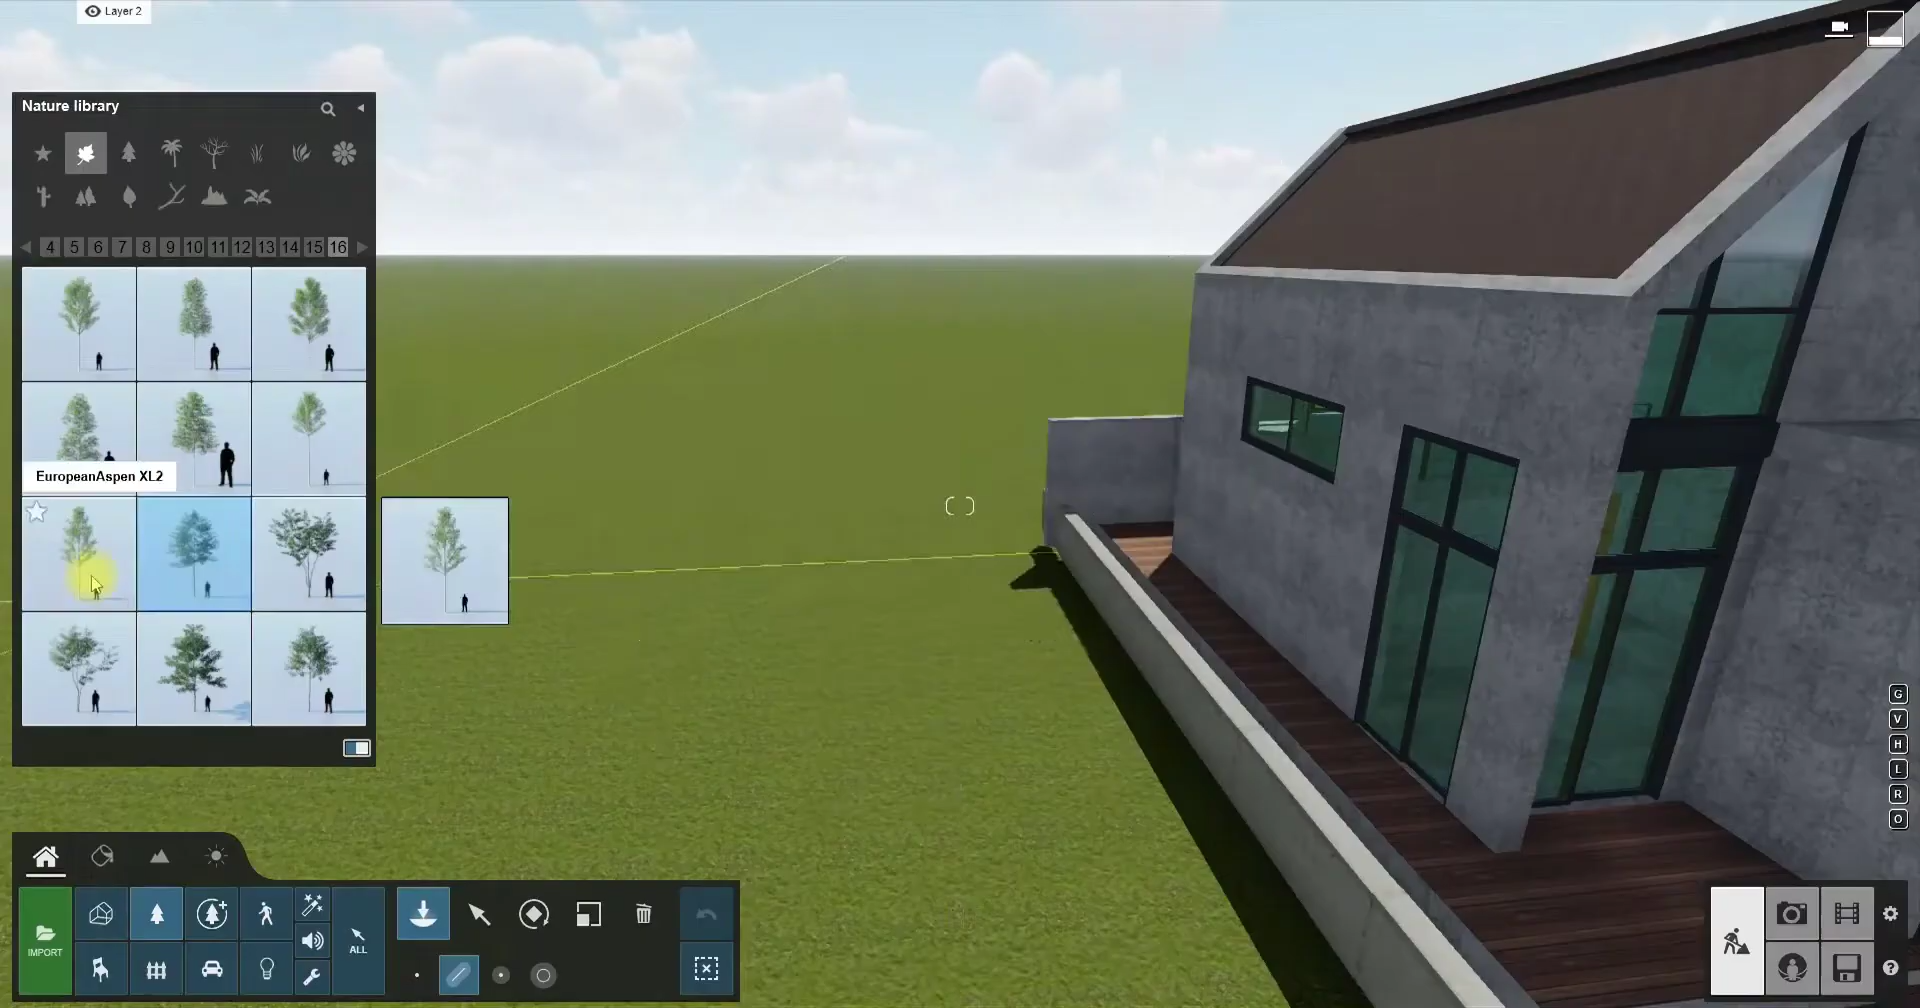 Layer 2
Nature library
4 5 6 7 8 9 10 11 12 13 14 15 16
EuropeanAspen XL2
G
V
H
L
R
O
IMPORT
ALL
?